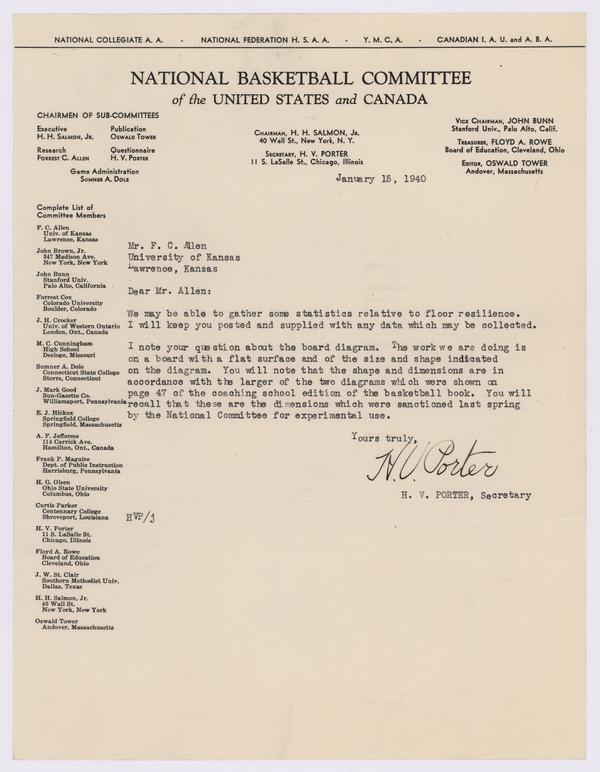 NATIONAL COLLEGIATE A. A. - NATIONAL FEDERATION H. S. A. A. - Y. M. C. A. - CANADIAN I. A. U. and A. B. A.
NATIONAL BASKETBALL COMMITTEE
of the UNITED STATES and CANADA
CHAIRMEN OF SUB-COMMITTEES
Executive
H. H. SALMON, JR.
Publication
OSWALD TOWER
Research
FORREST C. ALLEN
Questionnaire
H. V. PORTER
Game Administration
SUMNER A. DOLE
CHAIRMAN, H. H. SALMON, JR.
40 Wall St., New York, N. Y.
SECRETARY, H. V. PORTER
11 S. LaSalle St., Chicago, Illinois
VICE CHAIRMAN, JOHN BUNN
Stanford Univ., Palo Alto, Calif.
TREASURER, FLOYD A. ROWE
Board of Education, Cleveland, Ohio
EDITOR, OSWALD TOWER
Andover, Massachusetts
January 15, 1940
Complete List of
Committee Members
F. C. Allen
Univ. of Kansas
Lawrence, Kansas
John Brown, Jr.
347 Madison Ave.
New York, New York
John Bunn
Stanford Univ.
Palo Alto, California
Forrest Cox
Colorado University
Boulder, Colorado
J. H. Crocker
Univ. of Western Ontario
London, Ont., Canada
M. C. Cunningham
High School
Desloge, Missouri
Sumner A. Dole
Connecticut State College
Storrs, Connecticut
J. Mark Good
Sun-Gazette Co.
Williamsport, Pennsylvania
E. J. Hickox
Springfield College
Springfield, Massachusetts
A. F. Jefferess
114 Carrick Ave.
Hamilton, Ont., Canada
Frank P. Maguire
Dept. of Public Instruction
Harrisburg, Pennsylvania
H. G. Olsen
Ohio State University
Columbus, Ohio
Curtis Parker
Centenary College
Shreveport, Louisiana
H. V. Porter
11 S. LaSalle St.
Chicago, Illinois
Floyd A. Rowe
Board of Education
Cleveland, Ohio
J. W. St. Clair
Southern Methodist Univ.
Dallas, Texas
H. H. Salmon, Jr.
40 Wall St.
New York, New York
Oswald Tower
Andover, Massachusetts
Mr. F. C. Allen
University of Kansas
Lawrence, Kansas
Dear Mr. Allen:
We may be able to gather some statistics relative to floor resilience.
I will keep you posted and supplied with any data which may be collected.
I note your question about the board diagram. The work we are doing is
on a board with a flat surface and of the size and shape indicated
on the diagram. You will note that the shape and dimensions are in
accordance with the larger of the two diagrams which were shown on
page 47 of the coaching school edition of the basketball book. You will
recall that these are the dimensions which were sanctioned last spring
by the National Committee for experimental use.
Yours truly,
H.V. Porter
H. V. PORTER, Secretary
HVP/j